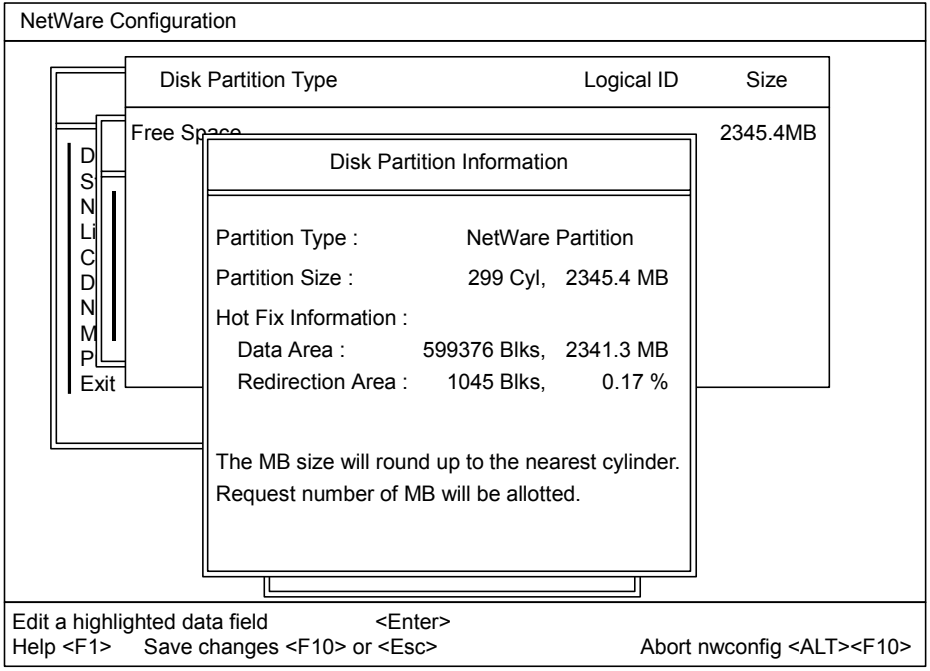 NetWare Configuration
Disk Partition Type Logical ID Size
Free Space 2345.4MB
Disk Partition Information
D
S
N
Li
C
D
N
M
P
Exit
Partition Type : NetWare Partition
Partition Size : 299 Cyl, 2345.4 MB
Hot Fix Information :
Data Area : 599376 Blks, 2341.3 MB
Redirection Area : 1045 Blks, 0.17 %
The MB size will round up to the nearest cylinder.
Request number of MB will be allotted.
Edit a highlighted data field <Enter>
Help <F1> Save changes <F10> or <Esc> Abort nwconfig <ALT><F10>